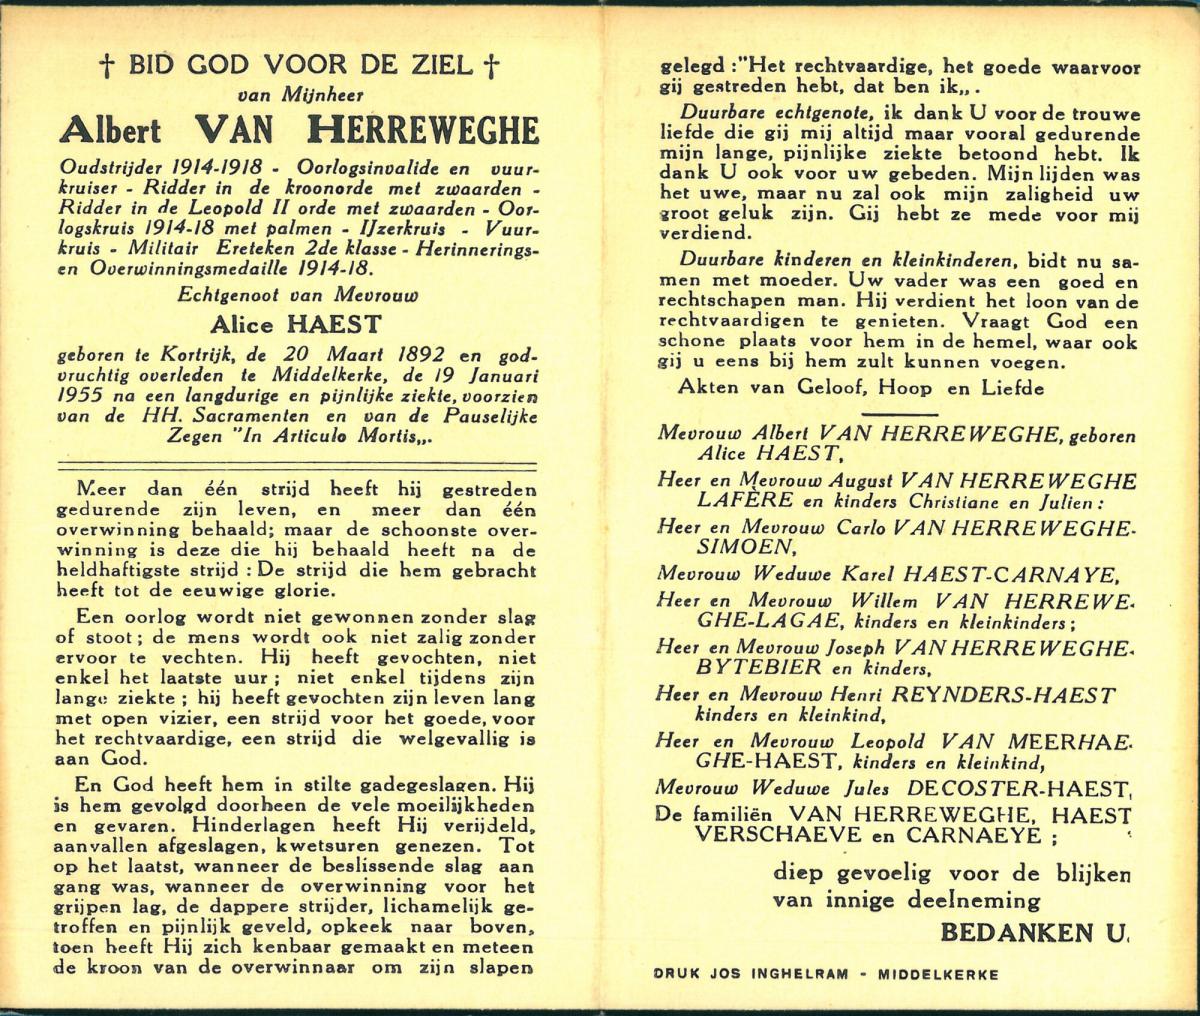 † BID GOD VOOR DE ZIEL †
van Mijnheer
Albert VAN HERREWEGHE
Oudstrijder 1914-1918 - Oorlogsinvalide en vuur-
kruiser - Ridder in de kroonorde met zwaarden -
Ridder in de Leopold II orde met zwaarden - Oor-
logskruis 1914-18 met palmen - IJzerkruis - Vuur-
kruis - Militair Ereteken 2de klasse - Herinnerings-
en Overwinningsmedaille 1914-18.
Echtgenoot van Mevrouw
Alice HAEST
geboren te Kortrijk, de 20 Maart 1892 en god-
vruchtig overleden te Middelkerke, de 19 Januari
1955 na een langdurige en pijnlijke ziekte, voorzien
van de HH. Sacramenten en van de Pauselijke
Zegen "In Articulo Mortis„.
Meer dan één strijd heeft hij gestreden
gedurende zijn leven, en meer dan één
overwinning behaald; maar de schoonste over-
winning is deze die hij behaald heeft na de
heldhaftigste strijd : De strijd die hem gebracht
heeft tot de eeuwige glorie.
Een oorlog wordt niet gewonnen zonder slag
of stoot ; de mens wordt ook niet zalig zonder
ervoor te vechten. Hij heeft gevochten, niet
enkel het laatste uur ; niet enkel tijdens zijn
lange ziekte ; hij heeft gevochten zijn leven lang
met open vizier, een strijd voor het goede, voor
het rechtvaardige, een strijd die welgevallig is
aan God.
En God heeft hem in stilte gadegeslagen. Hij
is hem gevolgd doorheen de vele moeilijkheden
en gevaren. Hinderlagen heeft Hij verijdeld,
aanvallen afgeslagen, kwetsuren genezen. Tot
op het laatst, wanneer de beslissende slag aan
gang was, wanneer de overwinning voor het
grijpen lag, de dappere strijder, lichamelijk ge-
troffen en pijnlijk geveld, opkeek naar boven,
toen heeft Hij zich kenbaar gemaakt en meteen
de kroon van de overwinnaar om zijn slapen
gelegd : "Het rechtvaardige, het goede waarvoor
gij gestreden hebt, dat ben ik„ .
Duurbare echtgenote, ik dank U voor de trouwe
liefde die gij mij altijd maar vooral gedurende
mijn lange, pijnlijke ziekte betoond hebt. Ik
dank U ook voor uw gebeden. Mijn lijden was
het uwe, maar nu zal ook mijn zaligheid uw
groot geluk zijn. Gij hebt ze mede voor mij
verdiend.
Duurbare kinderen en kleinkinderen, bidt nu sa-
men met moeder. Uw vader was een goed en
rechtschapen man. Hij verdient het loon van de
rechtvaardigen te genieten. Vraagt God een
schone plaats voor hem in de hemel, waar ook
gij u eens bij hem zult kunnen voegen.
Akten van Geloof, Hoop en Liefde
Mevrouw Albert VAN HERREWEGHE, geboren
Alice HAEST,
Heer en Mevrouw August VAN HERREWEGHE
LAFÈRE en kinders Christiane en Julien :
Heer en Mevrouw Carlo VAN HERREWEGHE-
SIMOEN,
Mevrouw Weduwe Karel HAEST-CARNAYE,
Heer en Mevrouw Willem VAN HERREWE-
GHE-LAGAE, kinders en kleinkinders ;
Heer en Mevrouw Joseph VAN HERREWEGHE-
BYTEBIER en kinders,
Heer en Mevrouw Henri REYNDERS-HAEST
kinders en kleinkind,
Heer en Mevrouw Leopold VAN MEERHAE-
GHE-HAEST, kinders en kleinkind,
Mevrouw Weduwe Jules DECOSTER-HAEST,
De familiën VAN HERREWEGHE, HAEST
VERSCHAEVE en CARNAEYE ;
diep gevoelig voor de blijken
van innige deelneming
BEDANKEN U.
DRUK JOS INGHELRAM - MIDDELKERKE